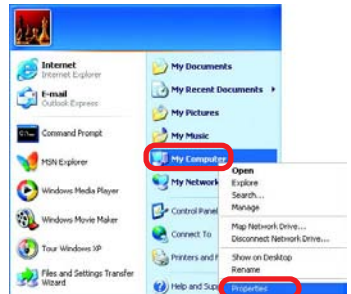 Internet
Internet Explorer
E-mail
Outlook Express
Command Prompt
MSN Explorer
Windows Media Player
Windows Movie Maker
Tour Windows XP
Files and Settings Transfer
Wizard
My Documents
My Recent Documents
My Pictures
My Music
My Computer
My Network
Control Panel
Connect To
Printers and F
Help and Supp
Open
Explore
Search...
Manage
Map Network Drive...
Disconnect Network Drive...
Show on Desktop
Rename
Properties